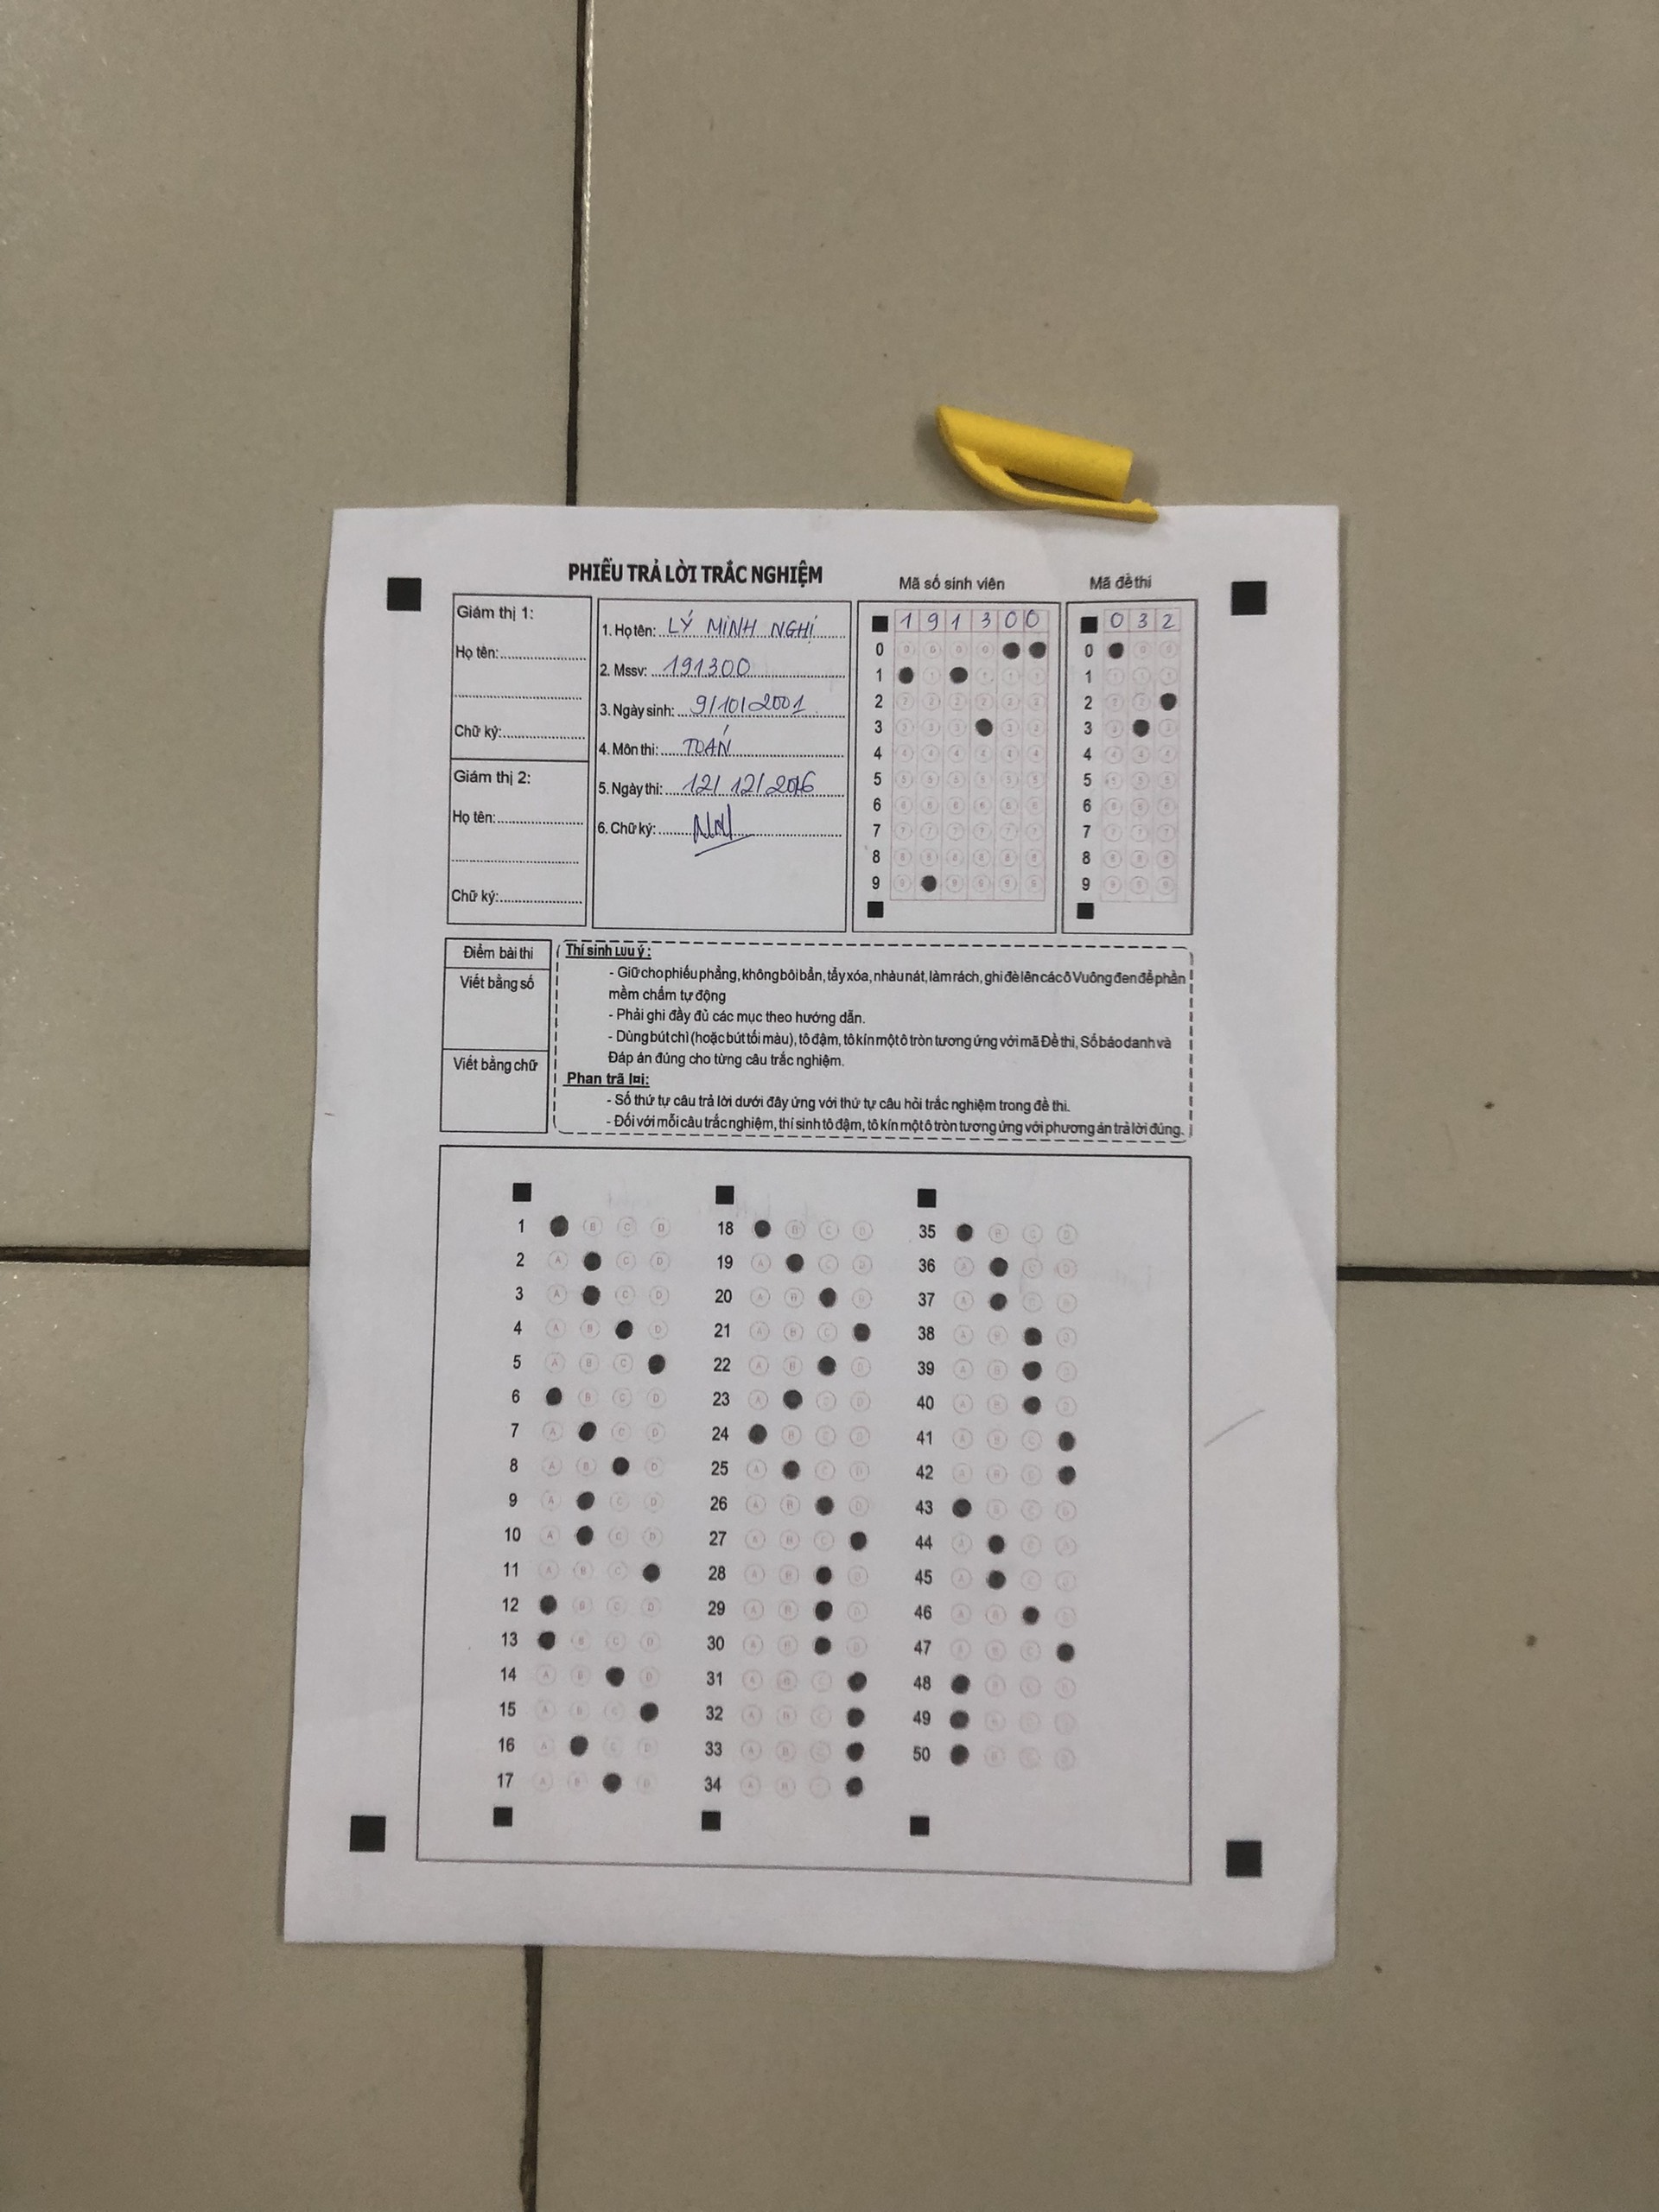 PHIẾU TRẢ LỜI TRẮC NGHIỆM
Mã số sinh viên
Mã đề thi
Giám thị 1:
Họ tên:
Chữ ký:
Giám thị 2:
Họ tên:
Chữ ký:
1. Họ tên: LÝ MINH NGHỊ
2. Mssv: 191300
3. Ngày sinh: 9/10/2001
4. Môn thi: TOÁN
5. Ngày thi: 12/12/2016
6. Chữ ký:
1 9 1 3 0 0
0
1
2
3
4
5
6
7
8
9
0 3 2
0
1
2
3
4
5
6
7
8
9
Điểm bài thi
Viết bằng số
Viết bằng chữ
Thí sinh Lưu ý:
- Giữ cho phiếu phẳng, không bôi bẩn, tẩy xóa, nhàu nát, làm rách, ghi đè lên các ô Vuông đen để phần
mềm chấm tự động
- Phải ghi đầy đủ các mục theo hướng dẫn.
- Dùng bút chì (hoặc bút tối màu), tô đậm, tô kín một ô tròn tương ứng với mã Đề thi, Số báo danh và
Đáp án đúng cho từng câu trắc nghiệm.
Phan trã lại:
- Số thứ tự câu trả lời dưới đây ứng với thứ tự câu hỏi trắc nghiệm trong đề thi.
- Đối với mỗi câu trắc nghiệm, thí sinh tô đậm, tô kín một ô tròn tương ứng với phương án trả lời đúng.
1 B C D
2 A C D
3 A C D
4 A B D
5 A B C
6 B C D
7 A C D
8 A B D
9 A C D
10 A C D
11 A B C
12 B C D
13 B C D
14 A B D
15 A B C
16 A C D
17 A B D
18 B C D
19 A C D
20 A B D
21 A B C
22 A B D
23 A C D
24 B C D
25 A C D
26 A B D
27 A B C
28 A B D
29 A B D
30 A B D
31 A B C
32 A B C
33 A B C
34 A B C
35 B C D
36 A C D
37 A C D
38 A B D
39 A B D
40 A B D
41 A B C
42 A B C
43 B C D
44 A C D
45 A C D
46 A B D
47 A B C
48 B C D
49 B C D
50 B C D